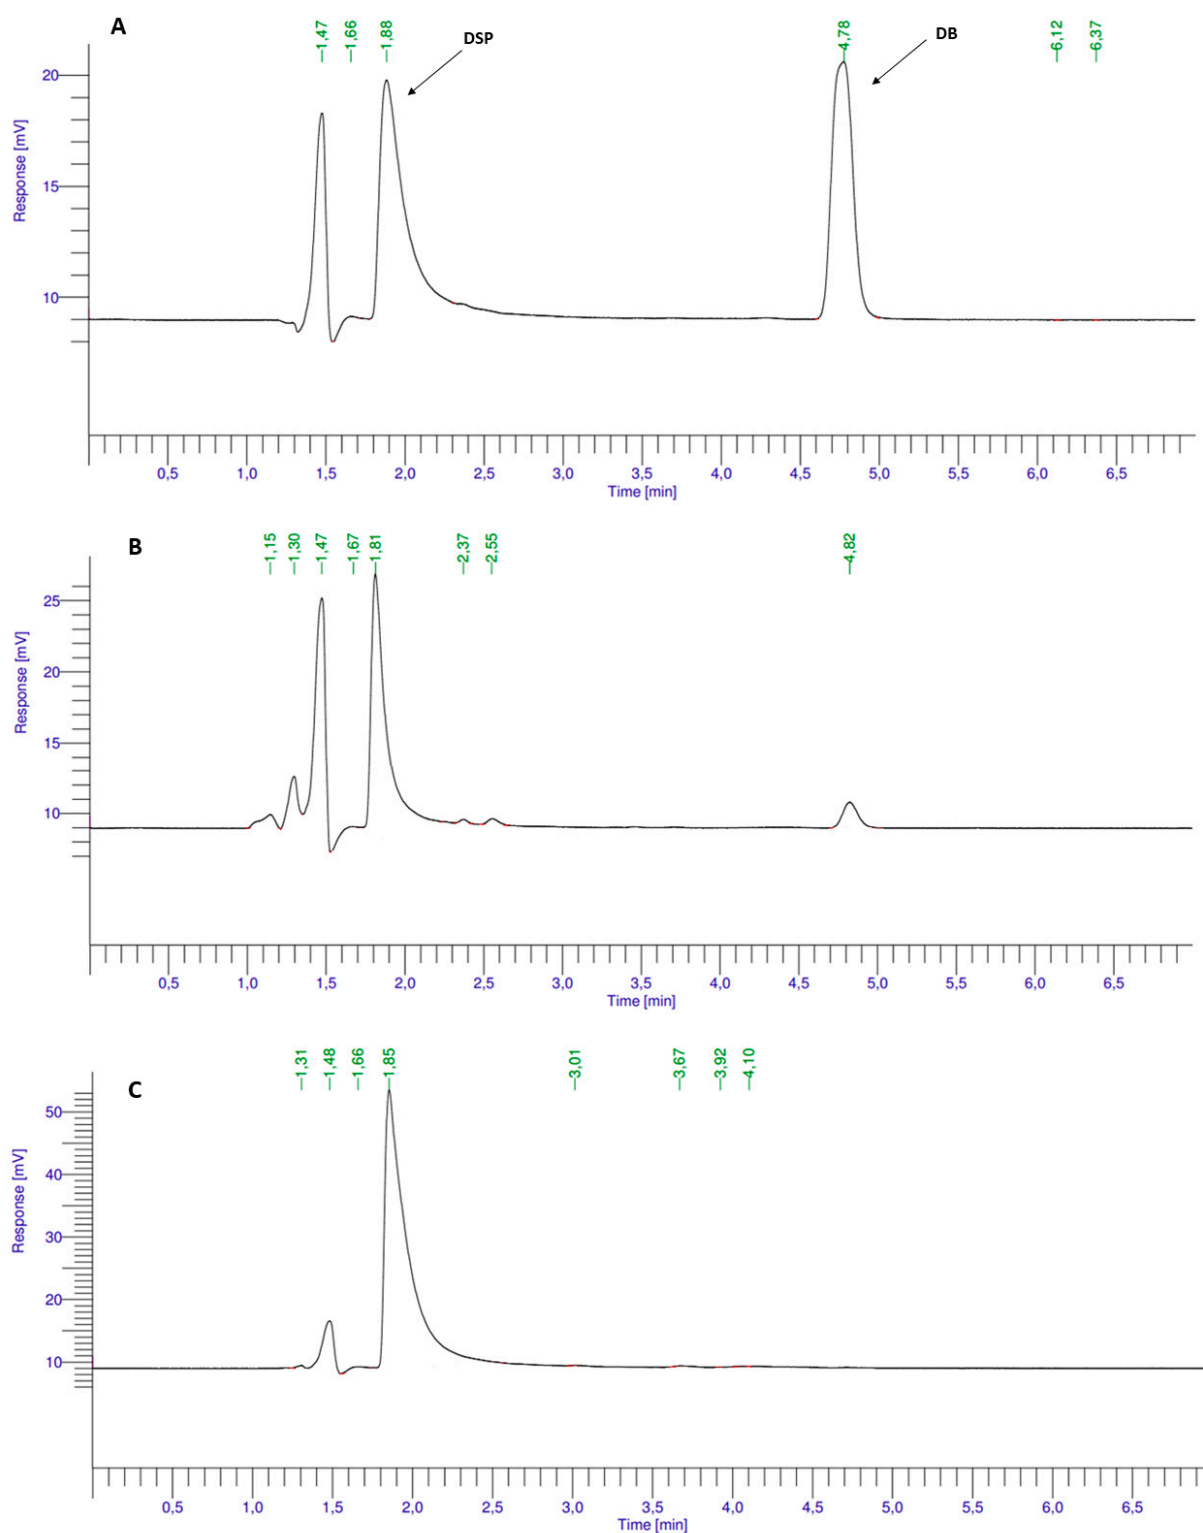 A
1,47
1,66
1,88
DSP
4,78
DB
6,12
6,37
Response [mV]
20
15
10
0,5 1,0 1,5 2,0 2,5 3,0 3,5 4,0 4,5 5,0 5,5 6,0 6,5
Time [min]
B
1,15
1,30
1,47
1,67
1,81
2,37
2,55
4,82
Response [mV]
25
20
15
10
0,5 1,0 1,5 2,0 2,5 3,0 3,5 4,0 4,5 5,0 5,5 6,0 6,5
Time [min]
C
1,31
1,48
1,66
1,85
3,01
3,67
3,92
4,10
Response [mV]
50
40
30
20
10
0,5 1,0 1,5 2,0 2,5 3,0 3,5 4,0 4,5 5,0 5,5 6,0 6,5
Time [min]